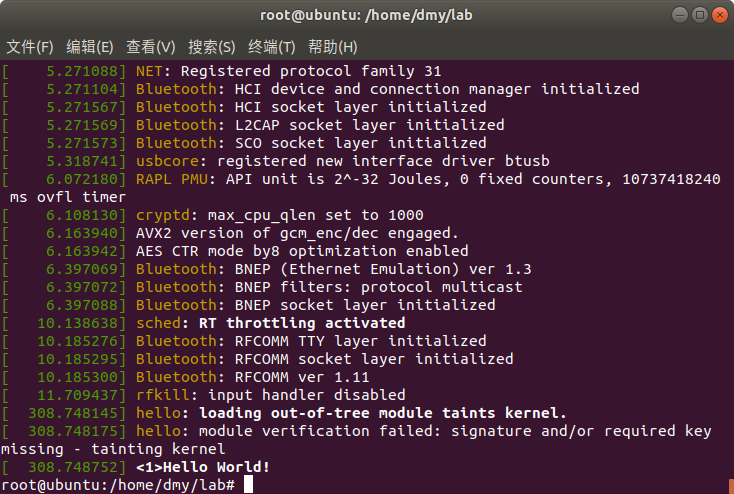 root@ubuntu: /home/dmy/lab
文件(F) 编辑(E) 查看(V) 搜索(S) 终端(T) 帮助(H)
[    5.271088] NET: Registered protocol family 31
[    5.271104] Bluetooth: HCI device and connection manager initialized
[    5.271567] Bluetooth: HCI socket layer initialized
[    5.271569] Bluetooth: L2CAP socket layer initialized
[    5.271573] Bluetooth: SCO socket layer initialized
[    5.318741] usbcore: registered new interface driver btusb
[    6.072180] RAPL PMU: API unit is 2^-32 Joules, 0 fixed counters, 10737418240
 ms ovfl timer
[    6.108130] cryptd: max_cpu_qlen set to 1000
[    6.163940] AVX2 version of gcm_enc/dec engaged.
[    6.163942] AES CTR mode by8 optimization enabled
[    6.397069] Bluetooth: BNEP (Ethernet Emulation) ver 1.3
[    6.397072] Bluetooth: BNEP filters: protocol multicast
[    6.397088] Bluetooth: BNEP socket layer initialized
[   10.138638] sched: RT throttling activated
[   10.185276] Bluetooth: RFCOMM TTY layer initialized
[   10.185295] Bluetooth: RFCOMM socket layer initialized
[   10.185300] Bluetooth: RFCOMM ver 1.11
[   11.709437] rfkill: input handler disabled
[  308.748145] hello: loading out-of-tree module taints kernel.
[  308.748175] hello: module verification failed: signature and/or required key
missing - tainting kernel
[  308.748752] <1>Hello World!
root@ubuntu:/home/dmy/lab#